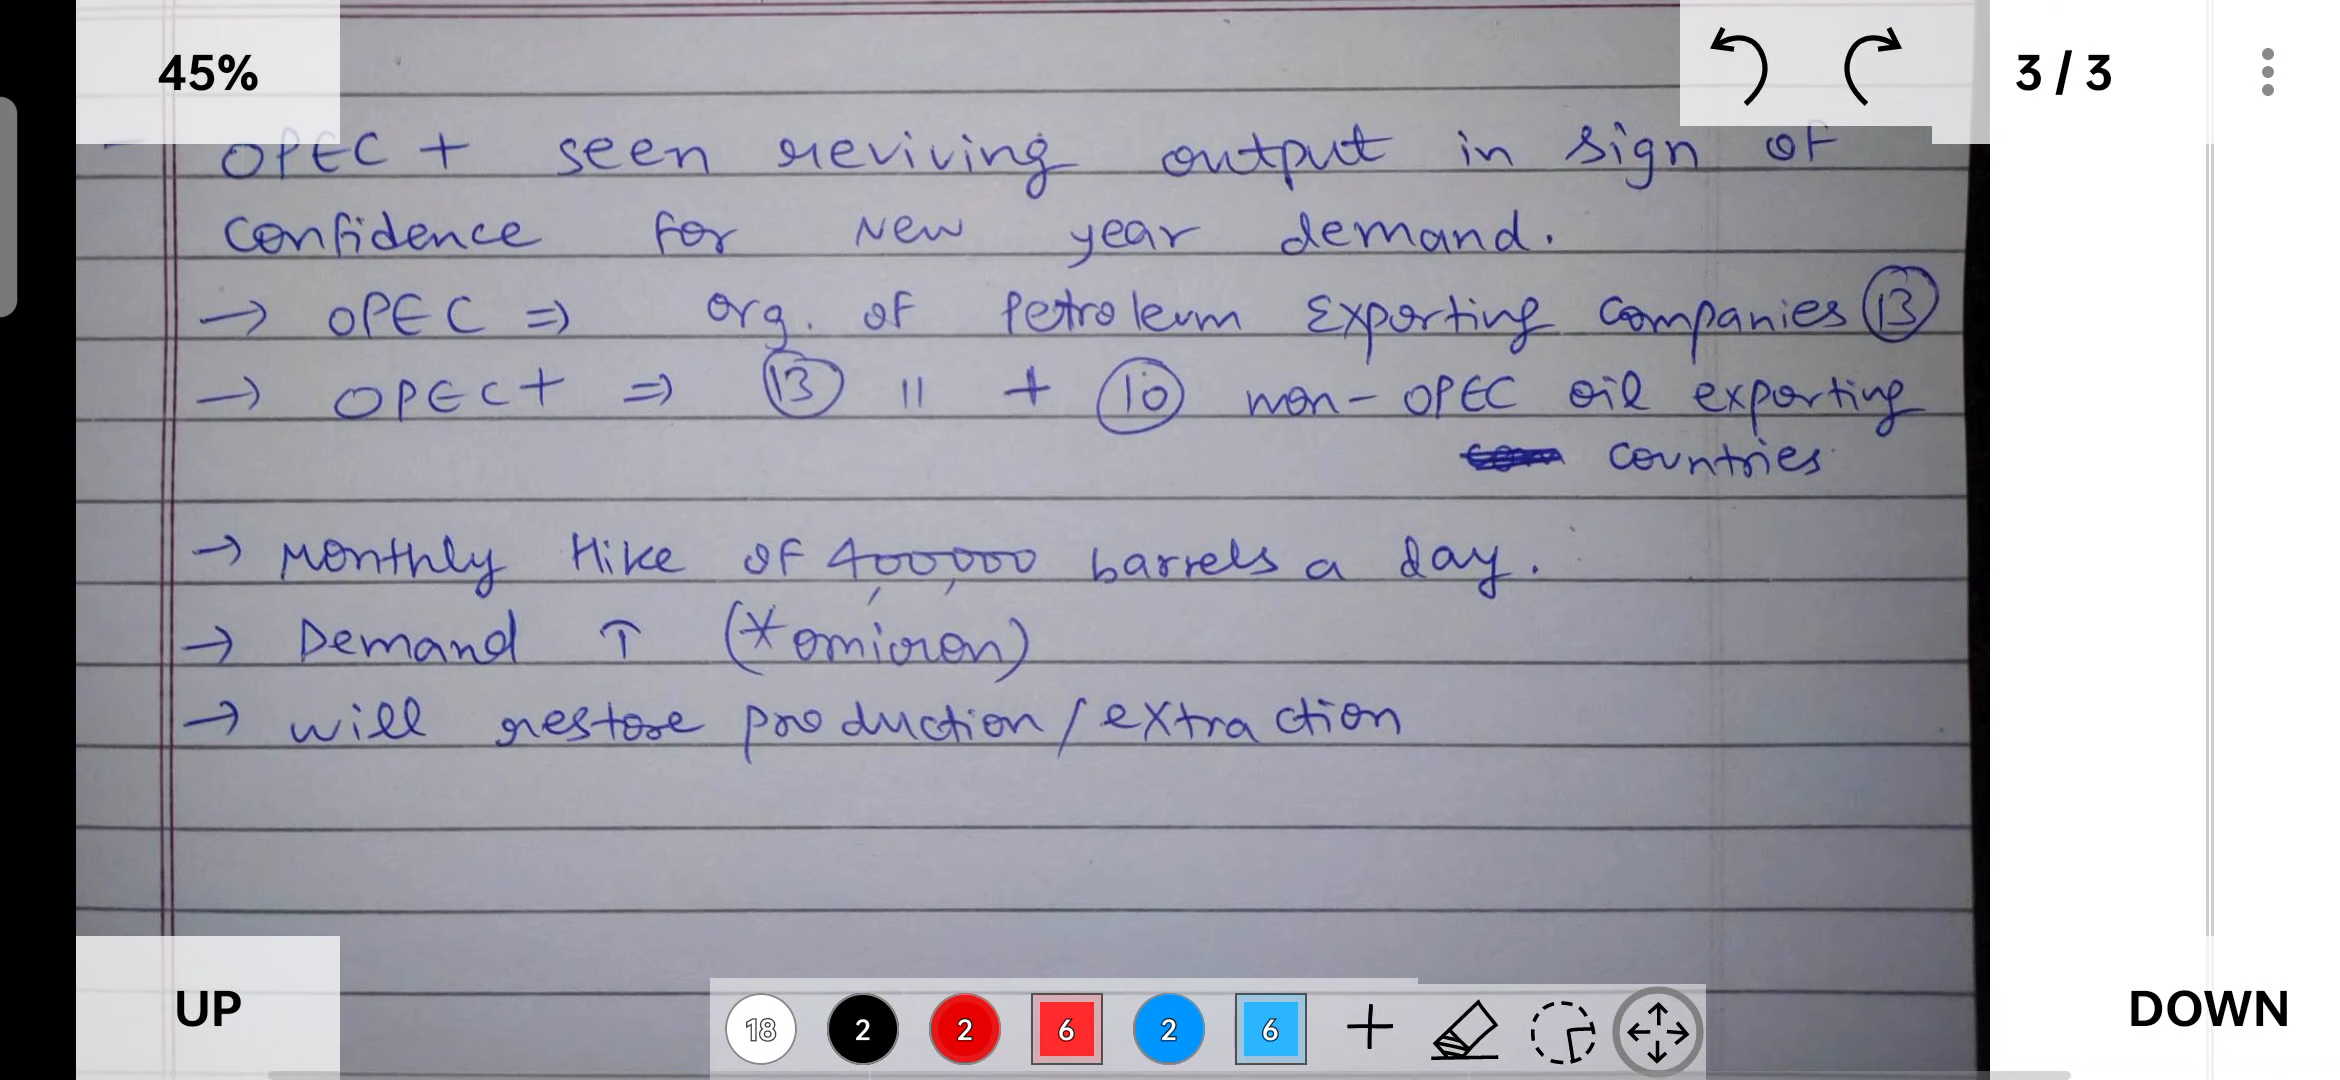 45%
3 / 3
- OPEC + seen reviving output in sign of
confidence for New year demand.
→ OPEC ⇒ org. of Petroleum Exporting Companies 13
→ OPEC+ ⇒ 13 " + 10 non-OPEC oil exporting
countries
→ Monthly Hike of 400,000 barrels a day.
→ Demand ↑ (*omicron)
→ will restore production/extraction
UP
18 2 2 6 2 6
DOWN